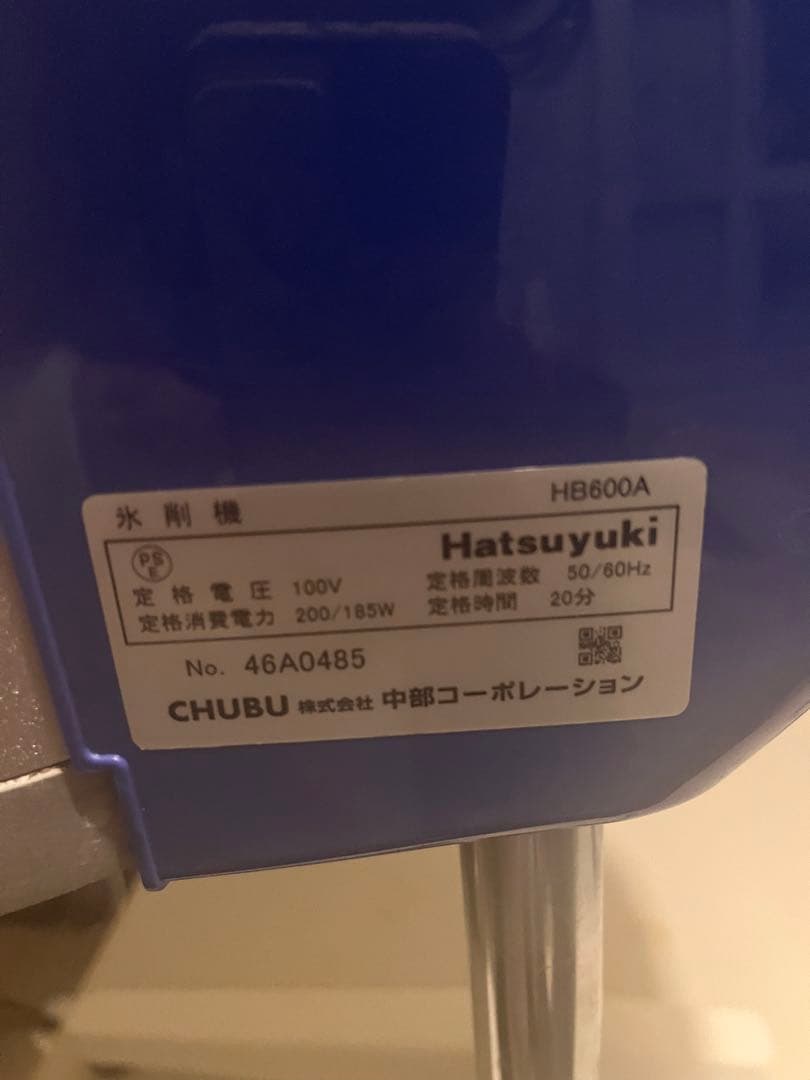 氷削機 HB600A
PSE Hatsuyuki
定格電圧 100V 定格周波数 50/60Hz
定格消費電力 200/185W 定格時間 20分
No. 46A0485
CHUBU 株式会社 中部コーポレーション